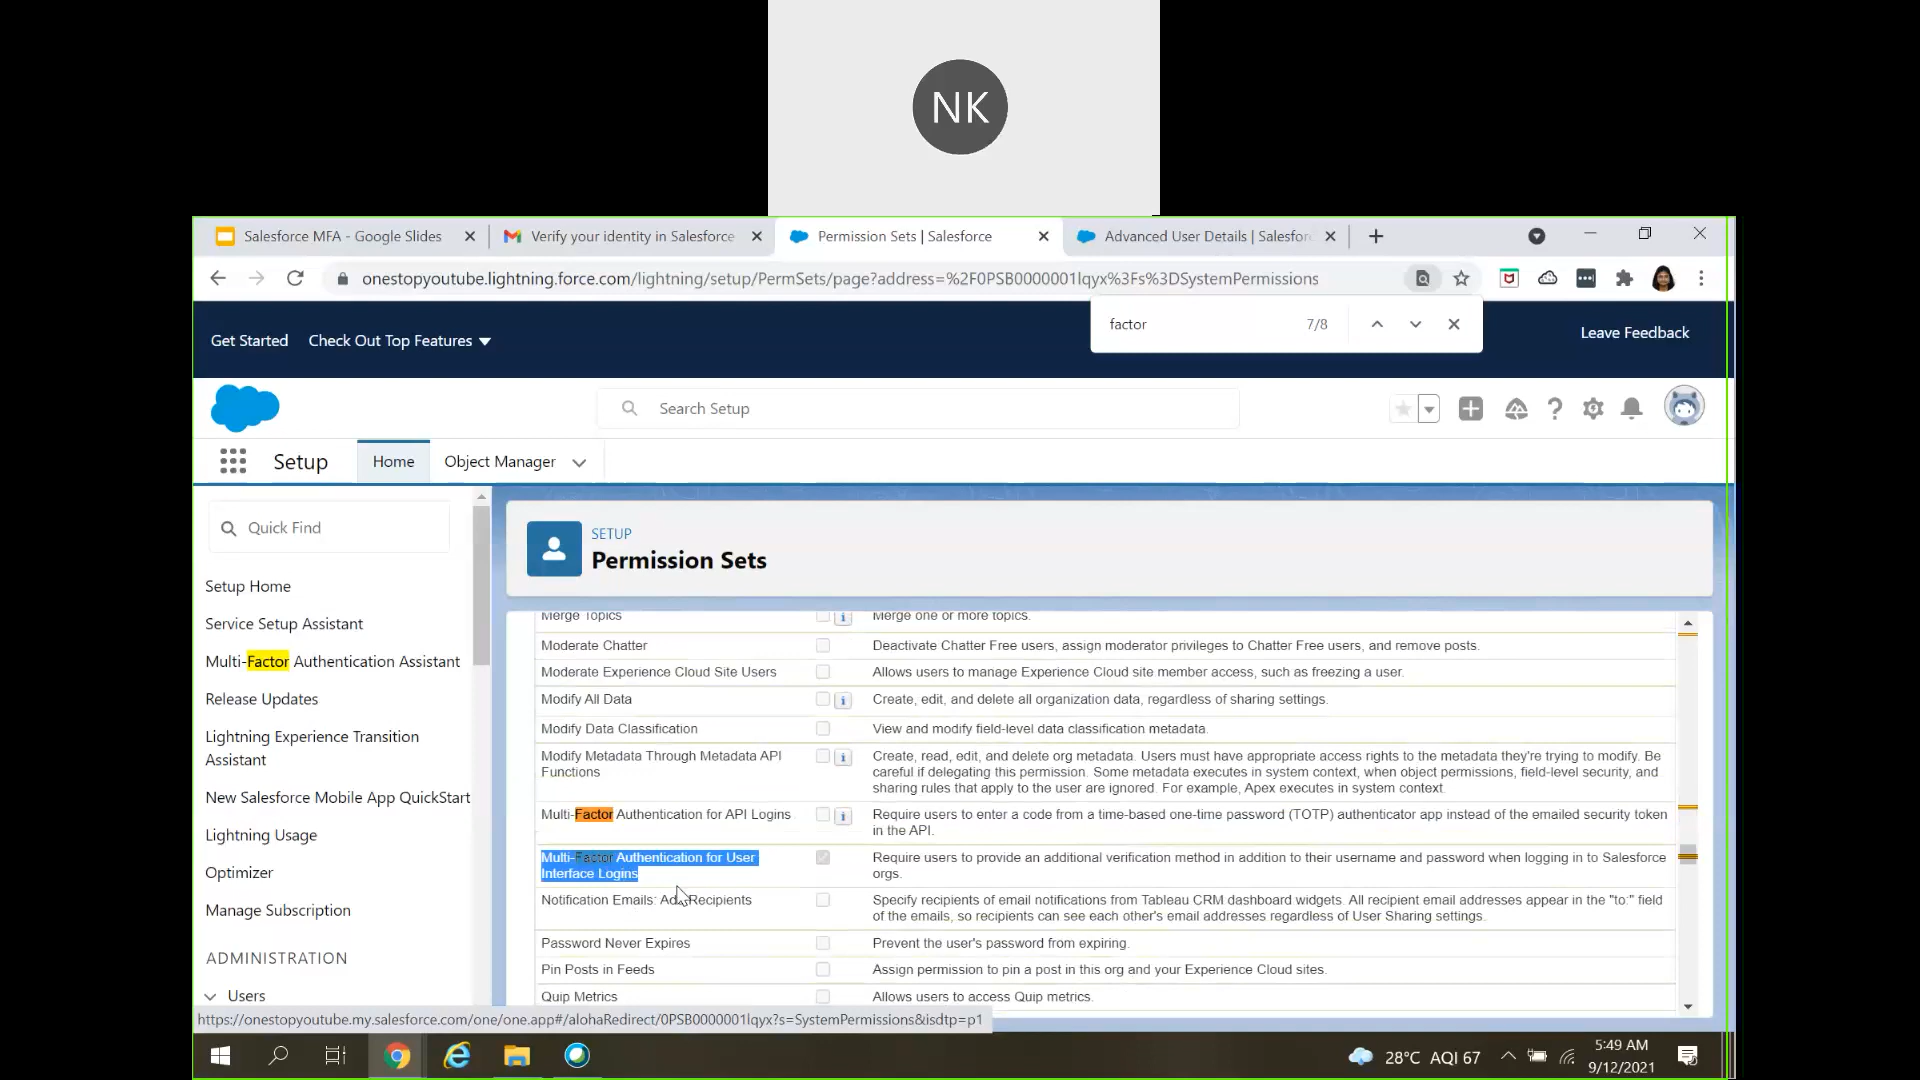 NK
Salesforce MFA - Google Slides
Verify your identity in Salesforce
Permission Sets | Salesforce
Advanced User Details | Salesfor
onestopyoutube.lightning.force.com/lightning/setup/PermSets/page?address=%2F0PSB0000001lqyx%3Fs%3DSystemPermissions
factor 7/8
Get Started Check Out Top Features
Leave Feedback
Search Setup
Setup Home Object Manager
Quick Find
Setup Home
Service Setup Assistant
Multi-Factor Authentication Assistant
Release Updates
Lightning Experience Transition
Assistant
New Salesforce Mobile App QuickStart
Lightning Usage
Optimizer
Manage Subscription
ADMINISTRATION
Users
SETUP
Permission Sets
Merge Topics Merge one or more topics.
Moderate Chatter Deactivate Chatter Free users, assign moderator privileges to Chatter Free users, and remove posts.
Moderate Experience Cloud Site Users Allows users to manage Experience Cloud site member access, such as freezing a user.
Modify All Data Create, edit, and delete all organization data, regardless of sharing settings.
Modify Data Classification View and modify field-level data classification metadata.
Modify Metadata Through Metadata API
Functions
Create, read, edit, and delete org metadata. Users must have appropriate access rights to the metadata they're trying to modify. Be
careful if delegating this permission. Some metadata executes in system context, when object permissions, field-level security, and
sharing rules that apply to the user are ignored. For example, Apex executes in system context.
Multi-Factor Authentication for API Logins
Require users to enter a code from a time-based one-time password (TOTP) authenticator app instead of the emailed security token
in the API.
Multi-Factor Authentication for User
Interface Logins
Require users to provide an additional verification method in addition to their username and password when logging in to Salesforce
orgs.
Notification Emails: Add Recipients
Specify recipients of email notifications from Tableau CRM dashboard widgets. All recipient email addresses appear in the "to:" field
of the emails, so recipients can see each other's email addresses regardless of User Sharing settings.
Password Never Expires Prevent the user's password from expiring.
Pin Posts in Feeds Assign permission to pin a post in this org and your Experience Cloud sites.
Quip Metrics Allows users to access Quip metrics.
https://onestopyoutube.my.salesforce.com/one/one.app#/alohaRedirect/0PSB0000001lqyx?s=SystemPermissions&isdtp=p1
28°C AQI 67
5:49 AM
9/12/2021